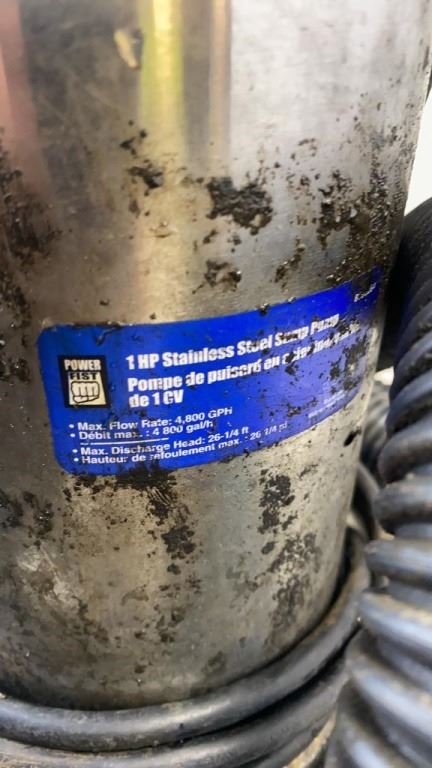 POWER
FIST
1 HP Stainless Steel Sump Pump
Pompe de puisard en acier
de 1 CV
• Max. Flow Rate: 4,800 GPH
• Débit max. : 4 800 gal/h
• Max. Discharge Head: 26-1/4 ft
• Hauteur de refoulement max. : 26 1/4 pi